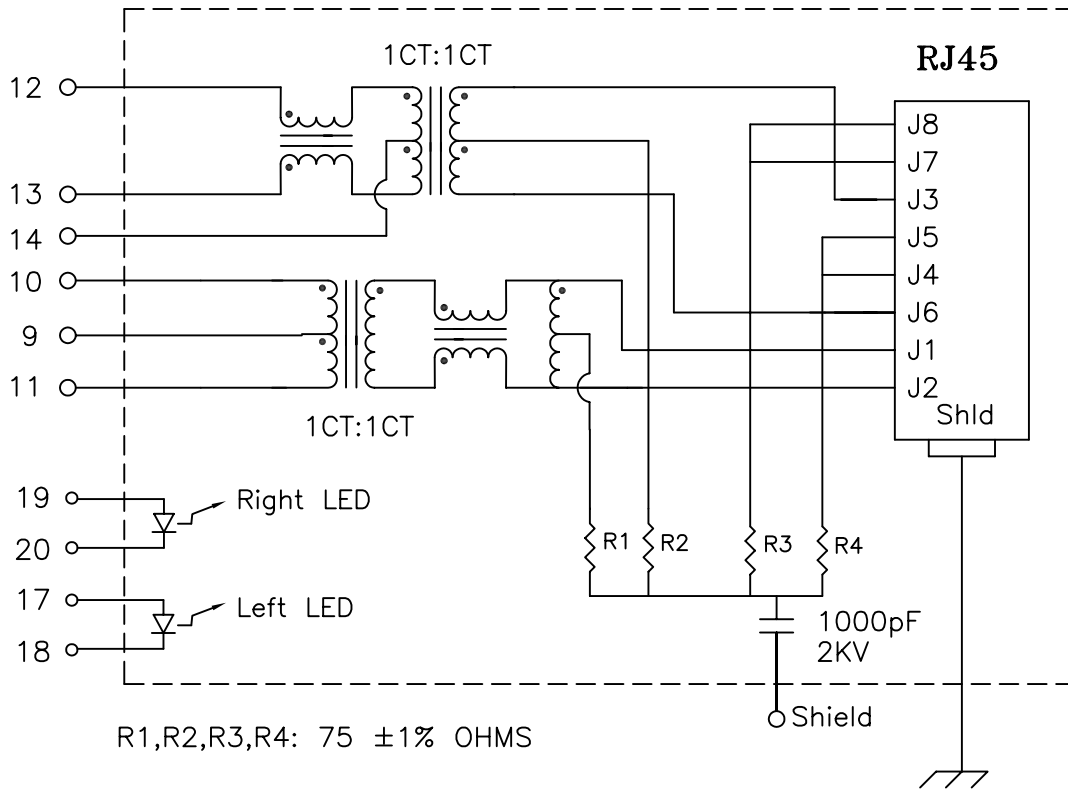 1CT:1CT
RJ45
12
13
14
10
9
11
J8
J7
J3
J5
J4
J6
J1
J2
Shld
1CT:1CT
19
Right LED
20
17
Left LED
18
R1
R2
R3
R4
1000pF
2KV
Shield
R1,R2,R3,R4: 75 ±1% OHMS